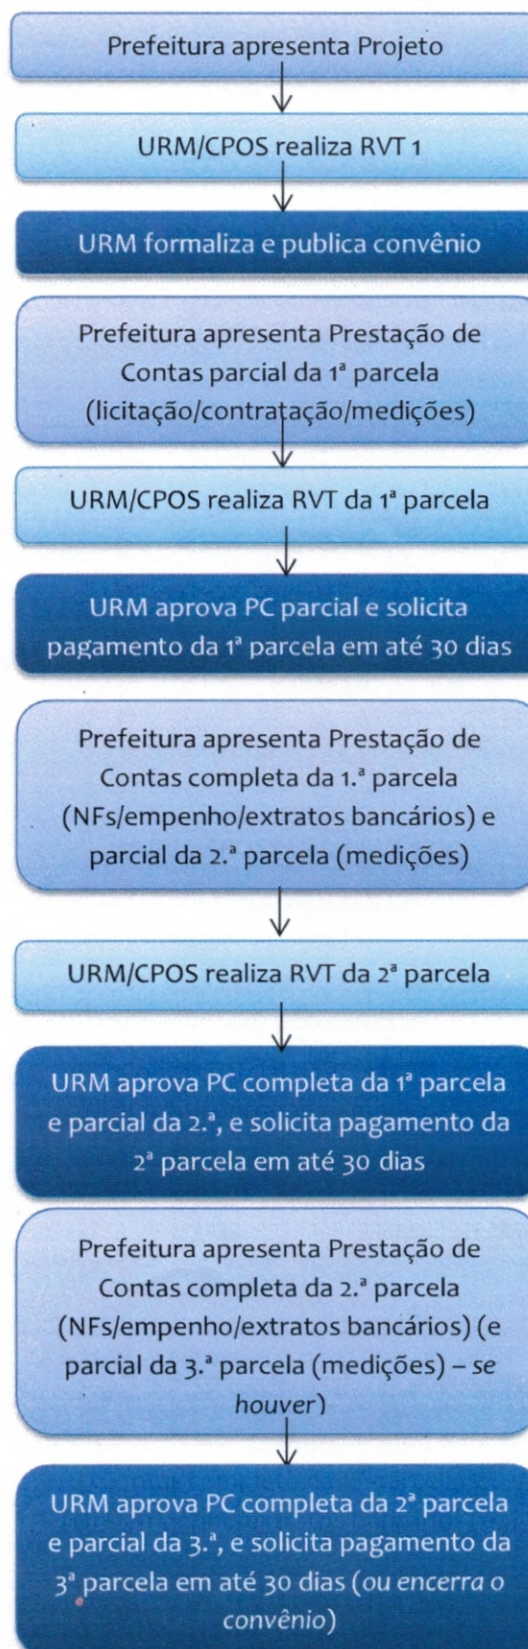 Prefeitura apresenta Projeto
URM/CPOS realiza RVT 1
URM formaliza e publica convênio
Prefeitura apresenta Prestação de
Contas parcial da 1ª parcela
(licitação/contratação/medições)
URM/CPOS realiza RVT da 1ª parcela
URM aprova PC parcial e solicita
pagamento da 1ª parcela em até 30 dias
Prefeitura apresenta Prestação de
Contas completa da 1.ª parcela
(NFs/empenho/extratos bancários) e
parcial da 2.ª parcela (medições)
URM/CPOS realiza RVT da 2ª parcela
URM aprova PC completa da 1ª parcela
e parcial da 2.ª, e solicita pagamento da
2ª parcela em até 30 dias
Prefeitura apresenta Prestação de
Contas completa da 2.ª parcela
(NFs/empenho/extratos bancários) (e
parcial da 3.ª parcela (medições) – se
houver)
URM aprova PC completa da 2ª parcela
e parcial da 3.ª, e solicita pagamento da
3ª parcela em até 30 dias (ou encerra o
convênio)